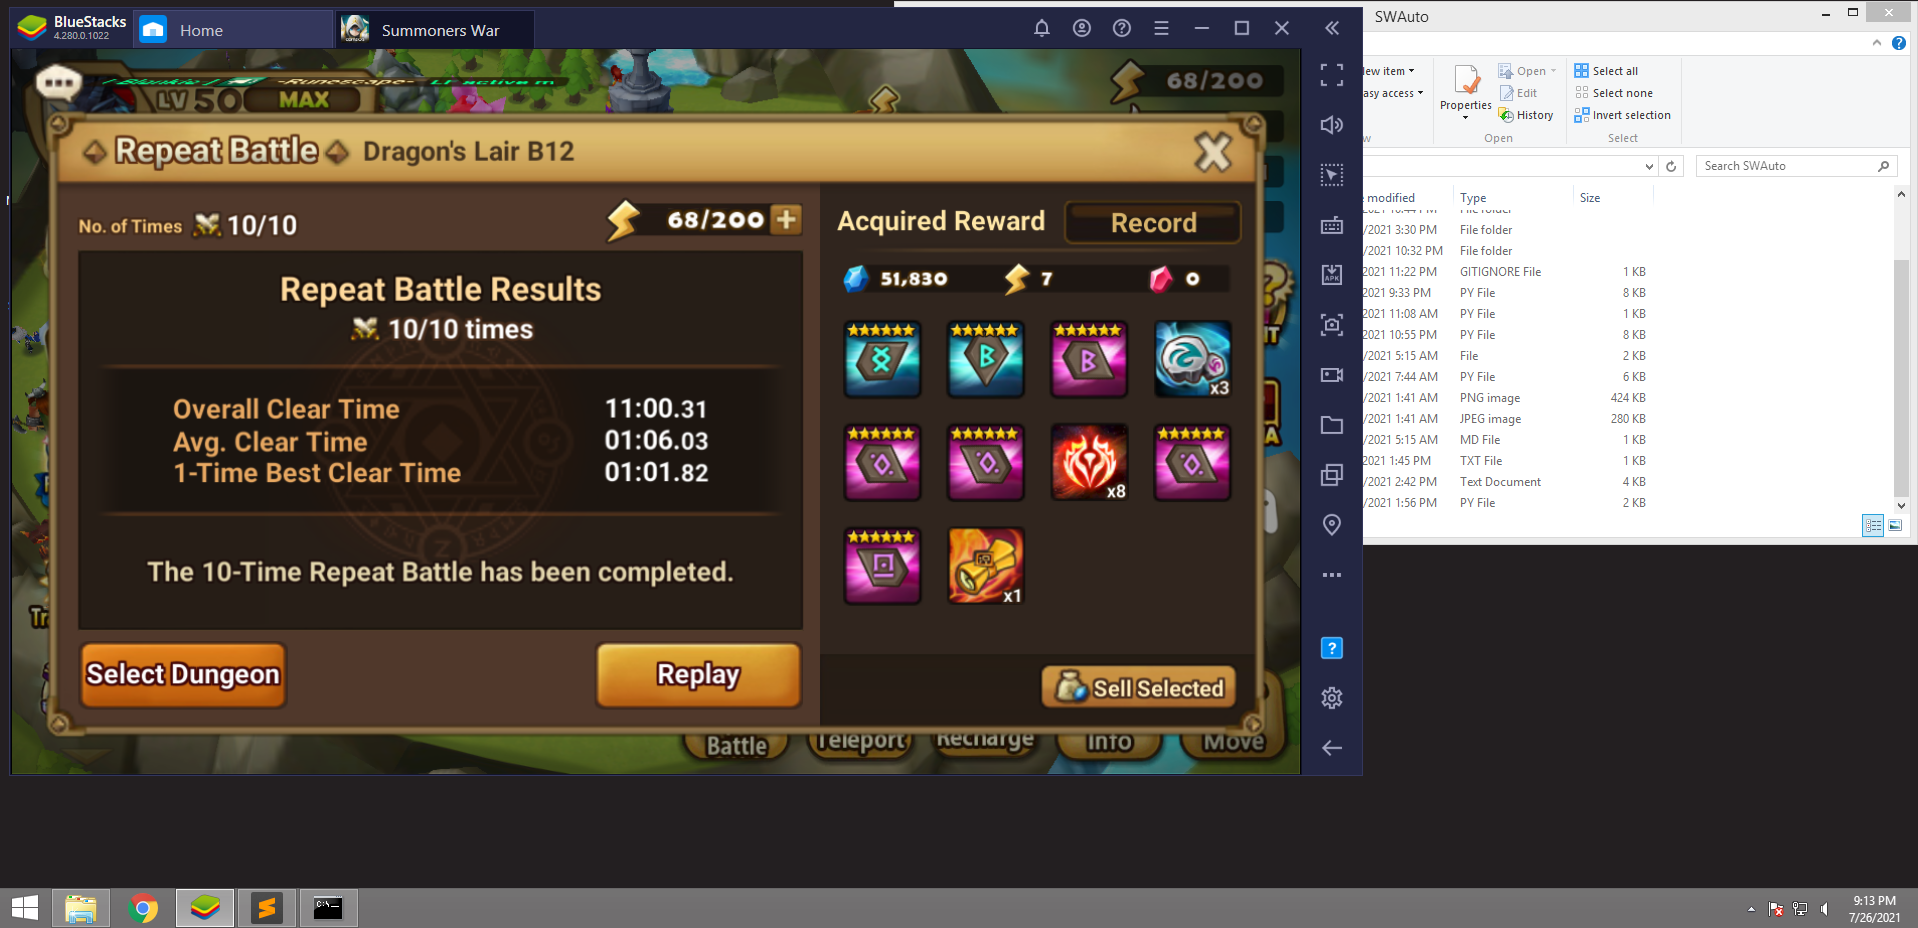 BlueStacks
4.280.0.1022
Home
Summoners War
LV 50 MAX
68/200
Repeat Battle
Dragon's Lair B12
No. of Times
10/10
68/200
Repeat Battle Results
10/10 times
Overall Clear Time 11:00.31
Avg. Clear Time 01:06.03
1-Time Best Clear Time 01:01.82
The 10-Time Repeat Battle has been completed.
Select Dungeon
Replay
Acquired Reward
Record
51,830
7
0
x3
x8
x1
Sell Selected
Battle
Teleport
Recharge
Info
Move
SWAuto
ew item
asy access
Properties
Open
Edit
History
Open
Select all
Select none
Invert selection
Select
Search SWAuto
modified Type Size
/2021 10:44 PM File folder
/2021 3:30 PM File folder
/2021 10:32 PM File folder
2021 11:22 PM GITIGNORE File 1 KB
2021 9:33 PM PY File 8 KB
/2021 11:08 AM PY File 1 KB
2021 10:55 PM PY File 8 KB
/2021 5:15 AM File 2 KB
/2021 7:44 AM PY File 6 KB
/2021 1:41 AM PNG image 424 KB
/2021 1:41 AM JPEG image 280 KB
/2021 5:15 AM MD File 1 KB
2021 1:45 PM TXT File 1 KB
/2021 2:42 PM Text Document 4 KB
/2021 1:56 PM PY File 2 KB
9:13 PM
7/26/2021